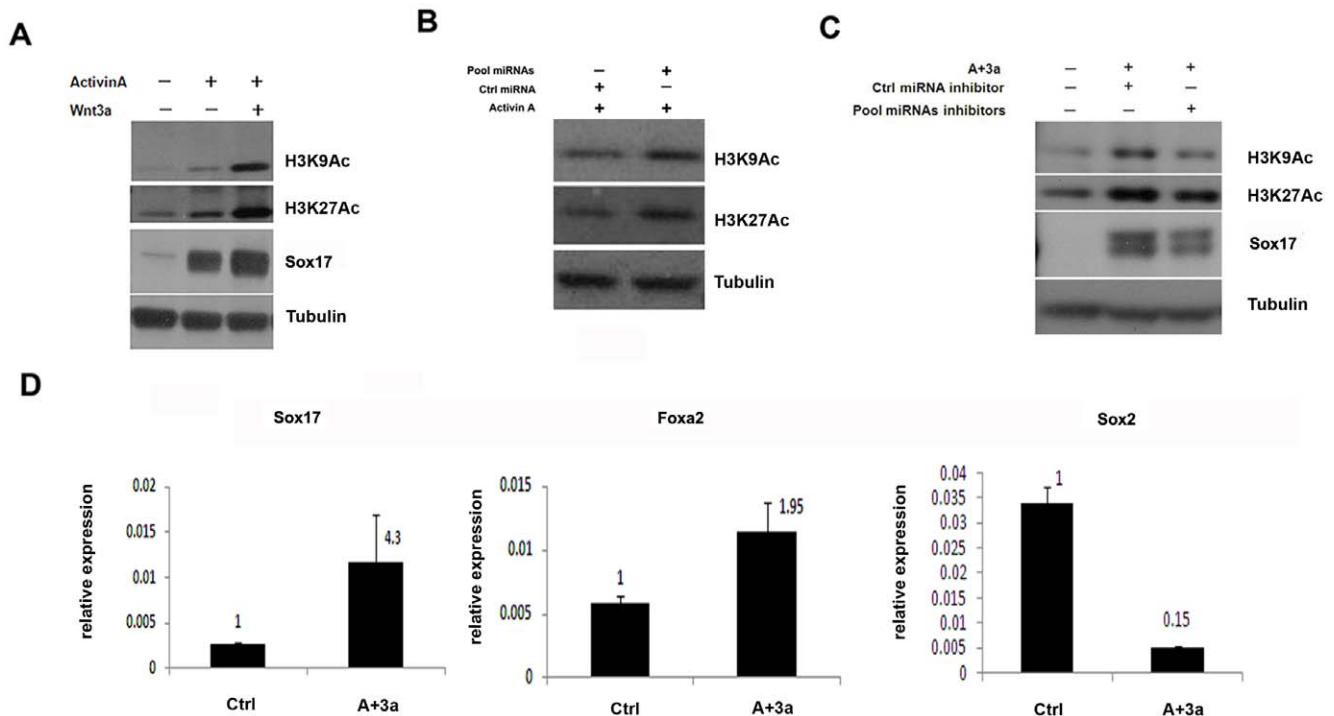 A
ActivinA – + +
Wnt3a – – +
H3K9Ac
H3K27Ac
Sox17
Tubulin
B
Pool miRNAs – +
Ctrl miRNA + –
Activin A + +
H3K9Ac
H3K27Ac
Tubulin
C
A+3a – + +
Ctrl miRNA inhibitor – + –
Pool miRNAs inhibitors – – +
H3K9Ac
H3K27Ac
Sox17
Tubulin
D
Sox17
relative expression
0.02
0.015
0.01
0.005
0
1
4.3
Ctrl A+3a
Foxa2
relative expression
0.015
0.01
0.005
0
1
1.95
Ctrl A+3a
Sox2
relative expression
0.04
0.035
0.03
0.025
0.02
0.015
0.01
0.005
0
1
0.15
Ctrl A+3a